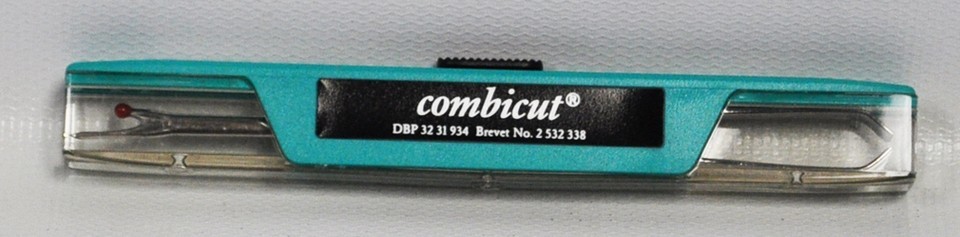 combicut®
DBP 32 31 934 Brevet No. 2 532 338